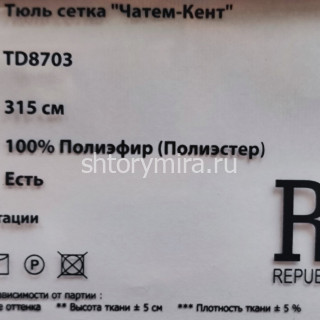 Тюль сетка "Чатем-Кент"
TD8703
315 см
100% Полиэфир (Полиэстер)
shtorymira.ru
Есть
тации
P
R
REPUB
висимости от партии :
е оттенка ** Высота ткани ± 5 см *** Плотность ткани ± 5 %